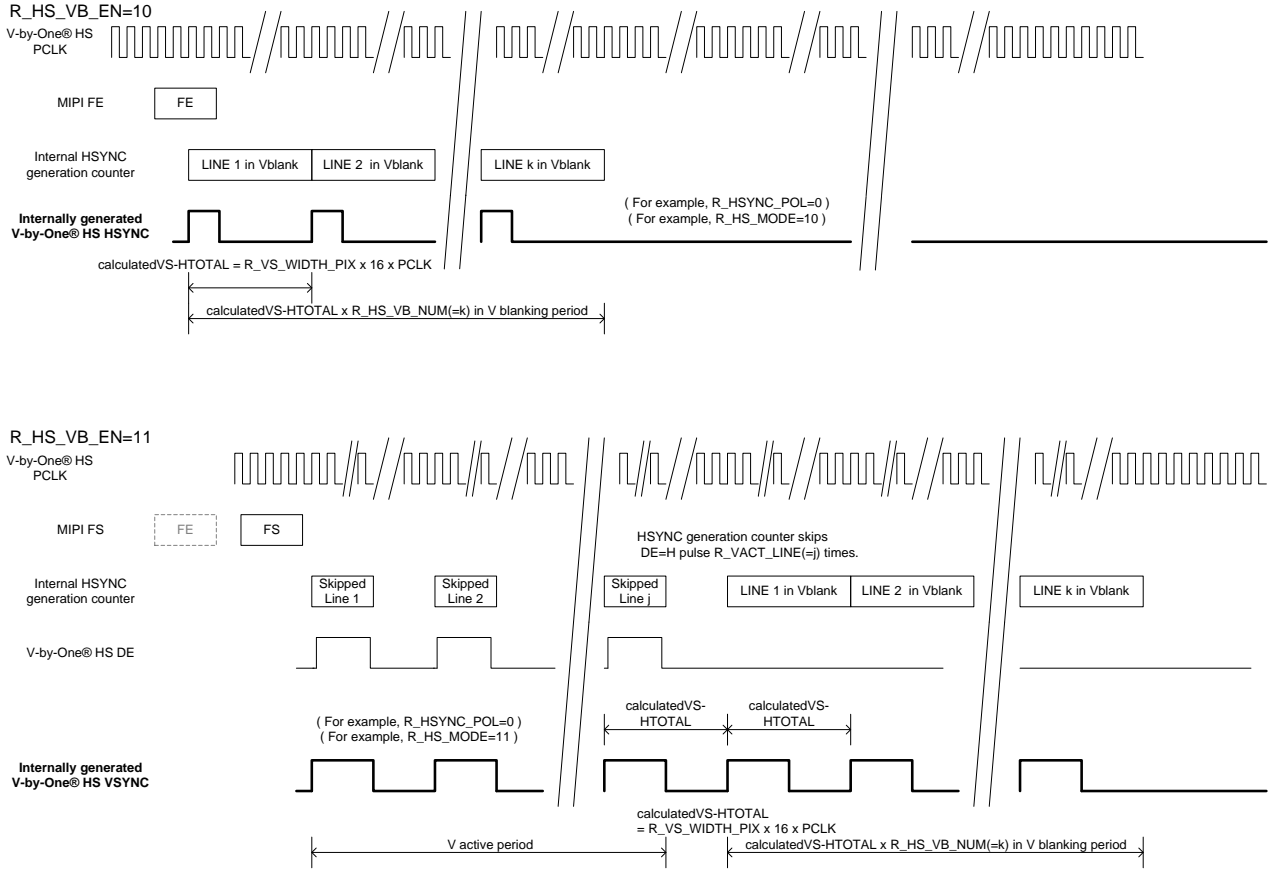 R_HS_VB_EN=10
V-by-One® HS
PCLK
MIPI FE
FE
Internal HSYNC
generation counter
LINE 1 in Vblank
LINE 2 in Vblank
LINE k in Vblank
Internally generated
V-by-One® HS HSYNC
( For example, R_HSYNC_POL=0 )
( For example, R_HS_MODE=10 )
calculatedVS-HTOTAL = R_VS_WIDTH_PIX x 16 x PCLK
calculatedVS-HTOTAL x R_HS_VB_NUM(=k) in V blanking period
R_HS_VB_EN=11
V-by-One® HS
PCLK
MIPI FS
FE
FS
HSYNC generation counter skips
DE=H pulse R_VACT_LINE(=j) times.
Internal HSYNC
generation counter
Skipped
Line 1
Skipped
Line 2
Skipped
Line j
LINE 1 in Vblank
LINE 2 in Vblank
LINE k in Vblank
V-by-One® HS DE
( For example, R_HSYNC_POL=0 )
( For example, R_HS_MODE=11 )
calculatedVS-
HTOTAL
calculatedVS-
HTOTAL
Internally generated
V-by-One® HS VSYNC
calculatedVS-HTOTAL
= R_VS_WIDTH_PIX x 16 x PCLK
V active period
calculatedVS-HTOTAL x R_HS_VB_NUM(=k) in V blanking period